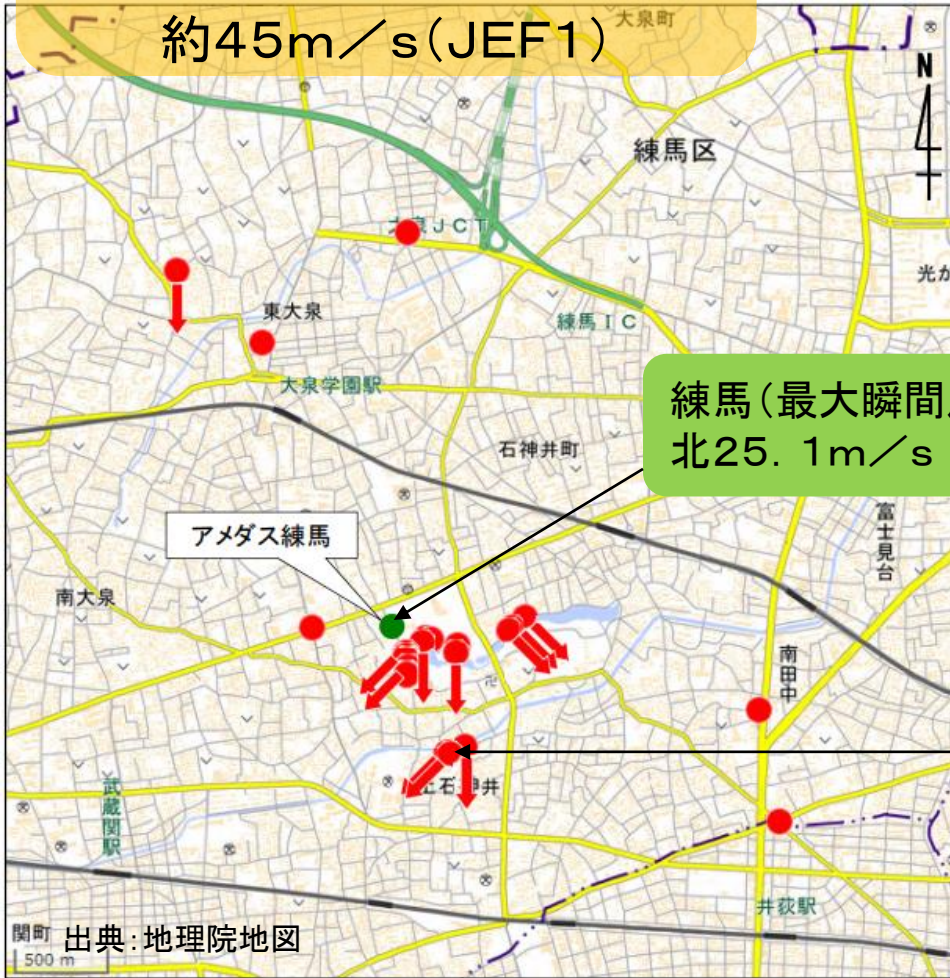 約45m／s(JEF1)
大泉町
N
練馬区
大泉JCT
光が
東大泉
練馬IC
大泉学園駅
練馬(最大瞬間
北25. 1m／s
石神井町
富士見台
アメダス練馬
南大泉
南田中
上石神井
武蔵関駅
井荻駅
関町
出典:地理院地図
500 m